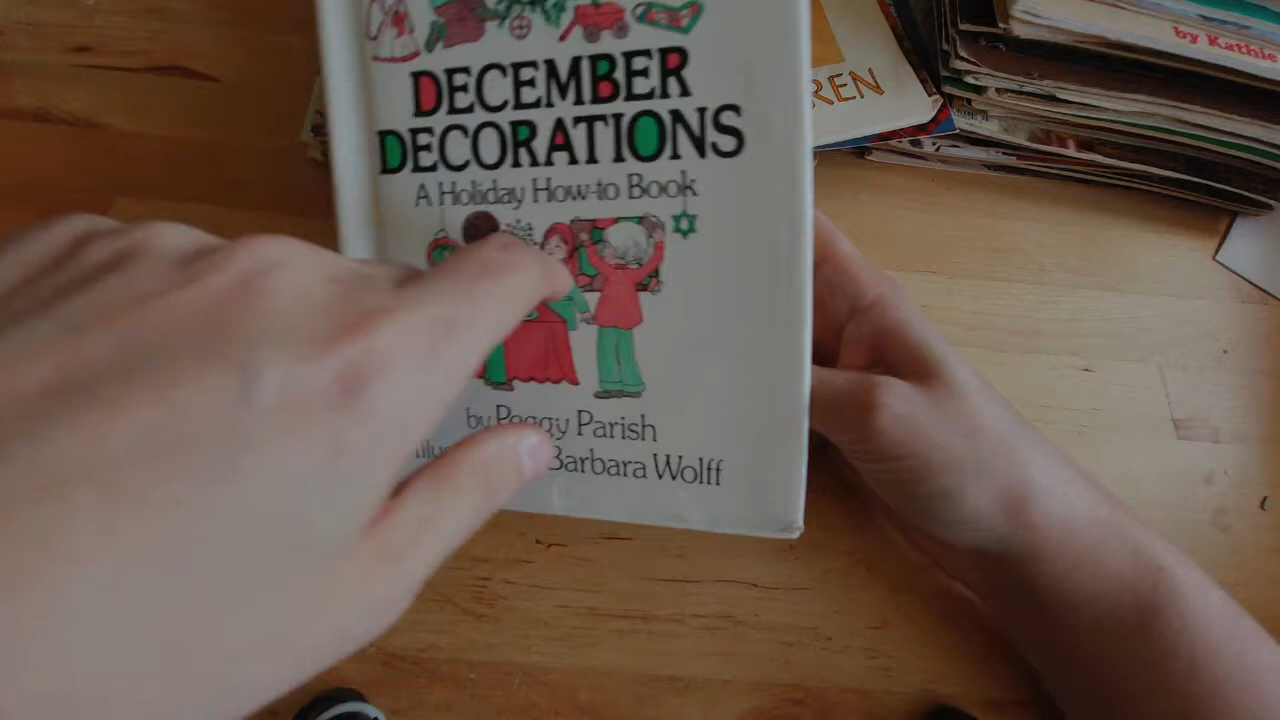 DECEMBER
DECORATIONS
A Holiday How-to Book
by Peggy Parish
Barbara Wolff
REN
by Kathie